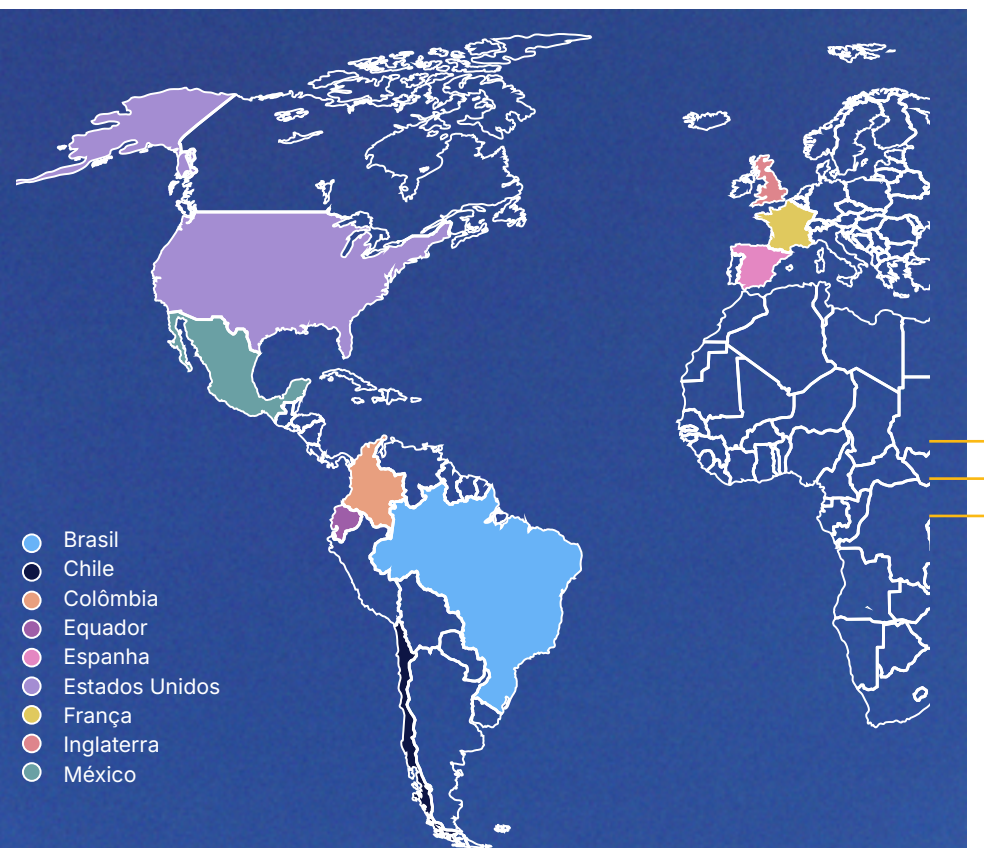 Brasil
Chile
Colômbia
Equador
Espanha
Estados Unidos
França
Inglaterra
México